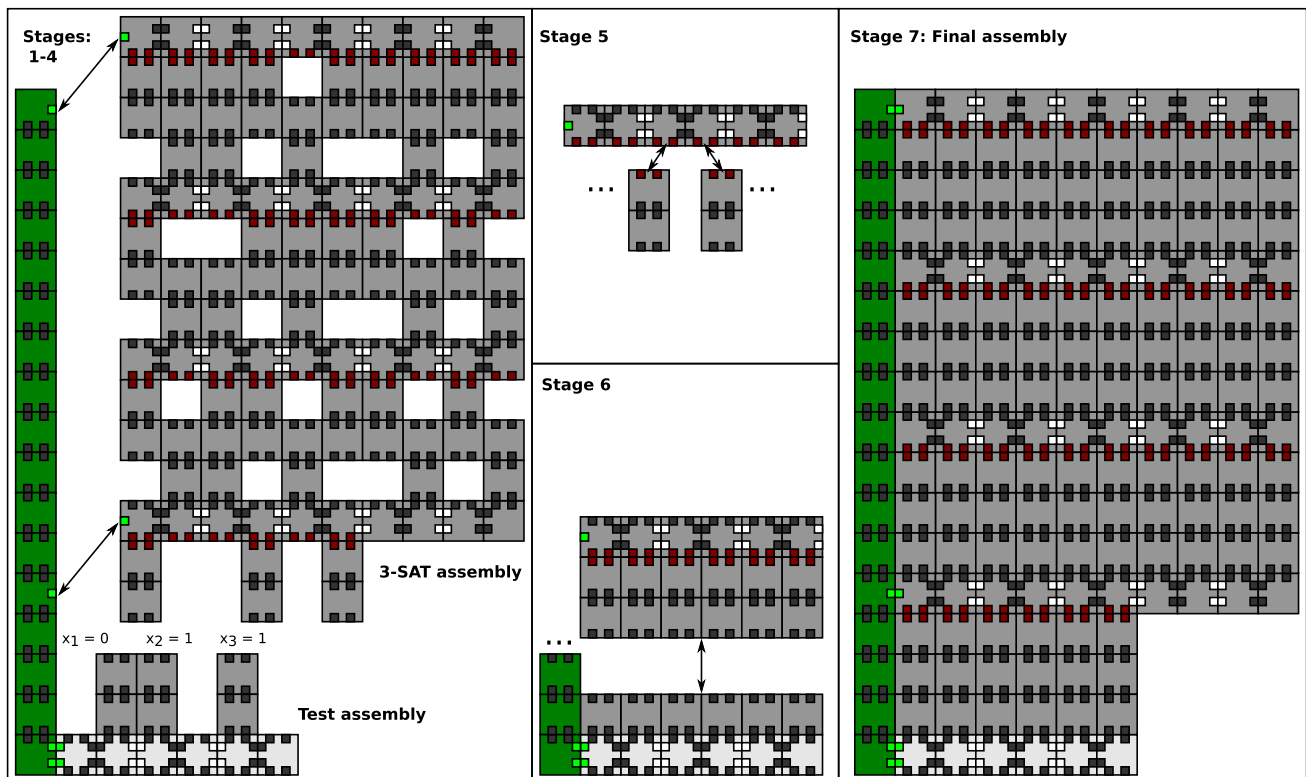 Stages:
1-4
3-SAT assembly
x1 = 0
x2 = 1
x3 = 1
Test assembly
Stage 5
...
...
Stage 6
...
Stage 7: Final assembly